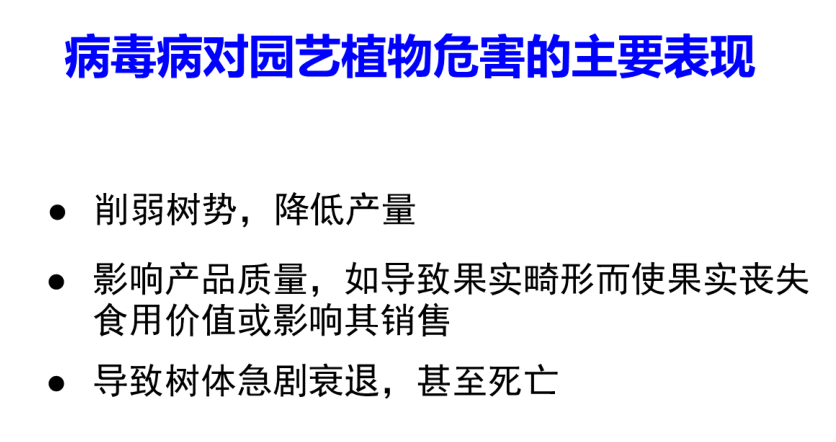 病毒病对园艺植物危害的主要表现
● 削弱树势，降低产量
● 影响产品质量，如导致果实畸形而使果实丧失
食用价值或影响其销售
● 导致树体急剧衰退，甚至死亡